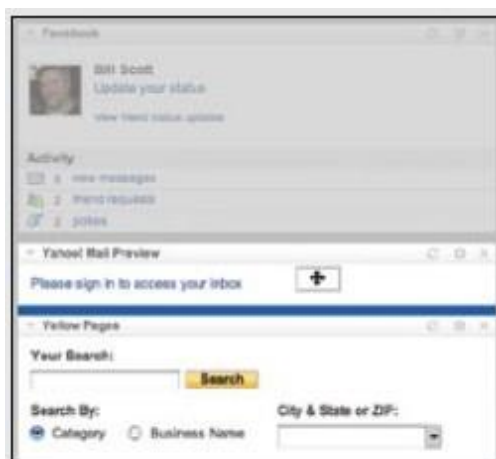 Facebook
Bill Scott
Update your status
view friend status updates
Activity
1 new messages
2 friend requests
2 pokes
Yahoo! Mail Preview
Please sign in to access your inbox
Yellow Pages
Your Search:
Search
Search By:
City & State or ZIP:
Category
Business Name